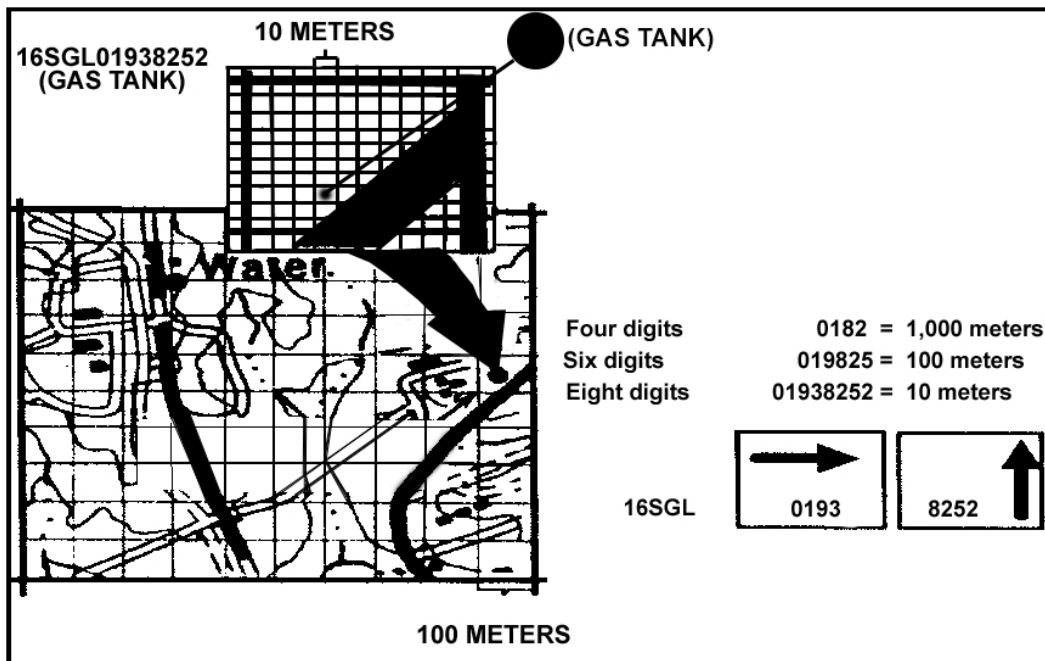 10 METERS
(GAS TANK)
16SGL01938252
(GAS TANK)
Water.
Four digits 0182 = 1,000 meters
Six digits 019825 = 100 meters
Eight digits 01938252 = 10 meters
16SGL 0193 8252
100 METERS